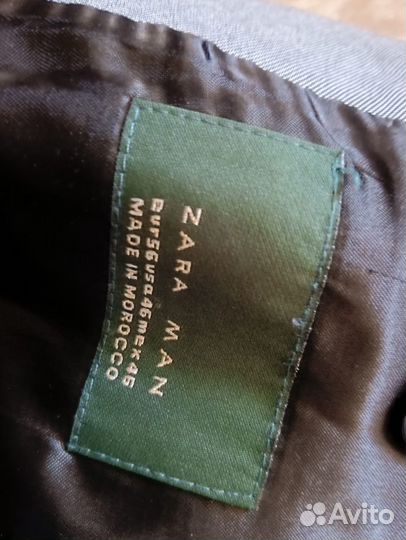 ZARA MAN
Eur56usa46mex46
MADE IN MOROCCO
Avito